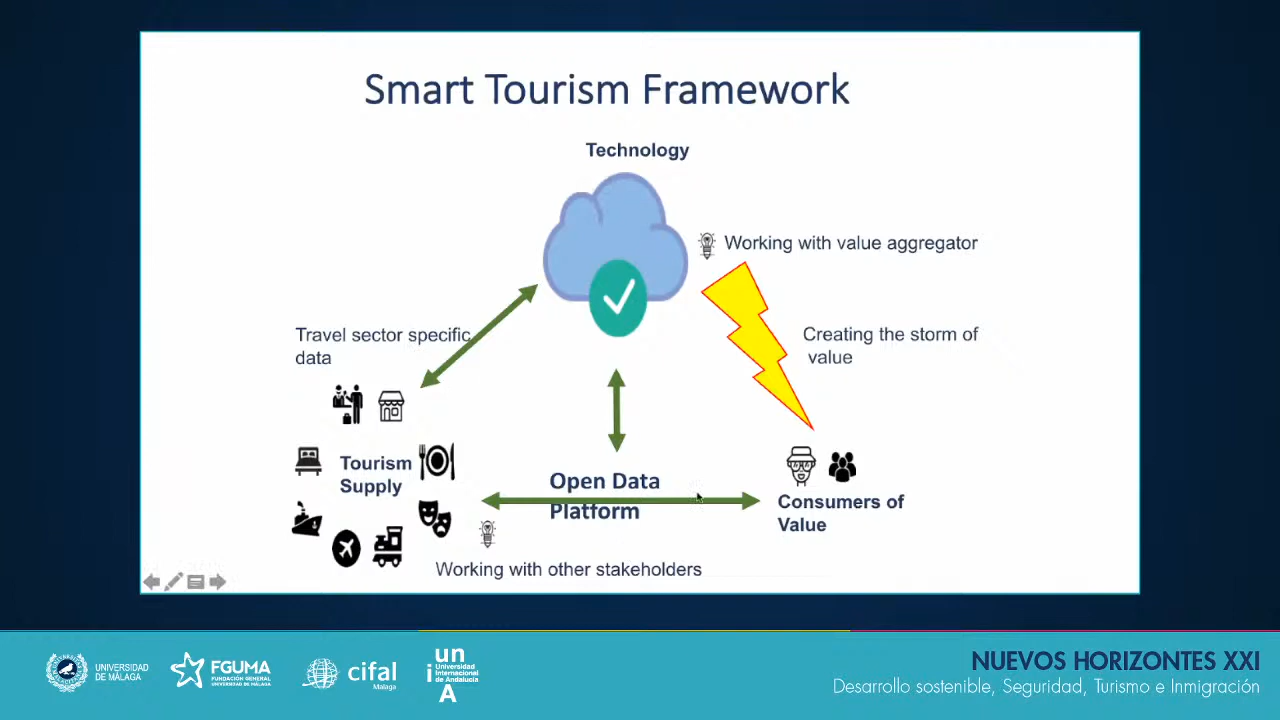 Smart Tourism Framework
Technology
Working with value aggregator
Travel sector specific
data
Creating the storm of
value
Tourism
Supply
Open Data
Platform
Consumers of
Value
Working with other stakeholders
UNIVERSIDAD
DE MÁLAGA
FGUMA
FUNDACIÓN GENERAL
UNIVERSIDAD DE MÁLAGA
cifal
Malaga
un
i
Universidad
Internacional
de Andalucía
A
NUEVOS HORIZONTES XXI
Desarrollo sostenible, Seguridad, Turismo e Inmigración